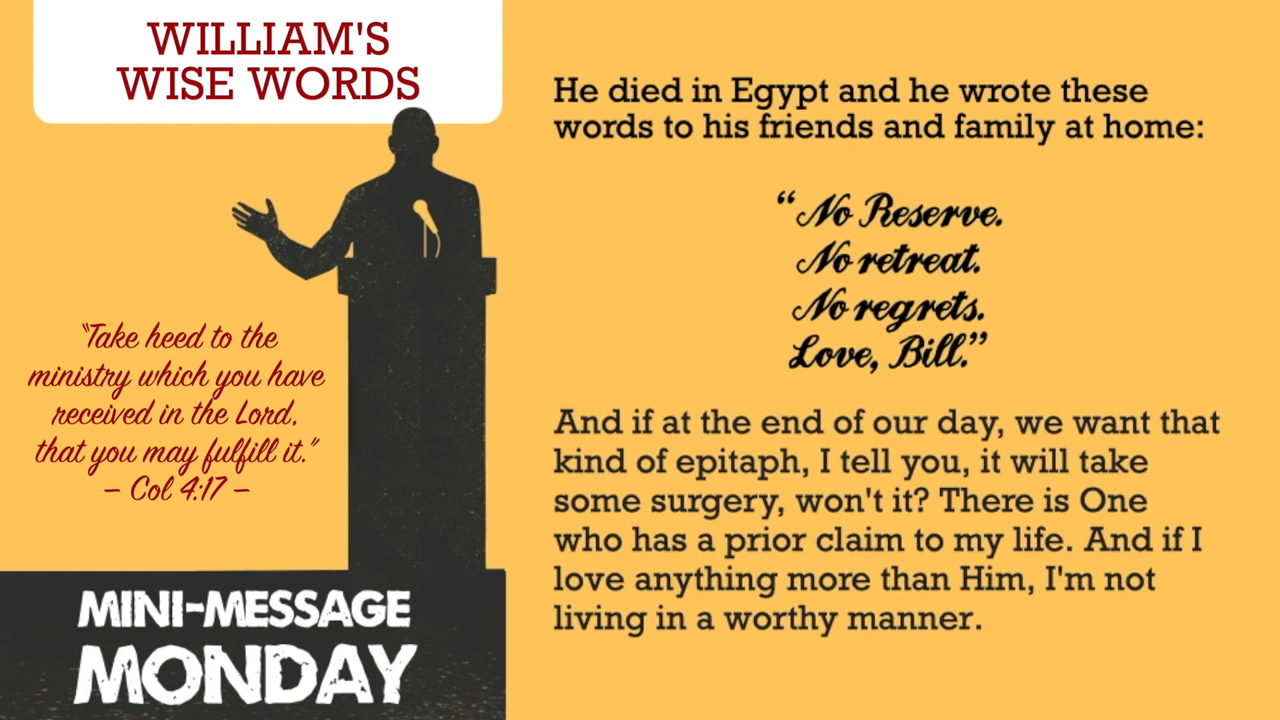 WILLIAM'S
WISE WORDS
"Take heed to the
ministry which you have
received in the Lord,
that you may fulfill it."
– Col 4:17 –
MINI-MESSAGE
MONDAY
He died in Egypt and he wrote these
words to his friends and family at home:
“No Reserve.
No retreat.
No regrets.
Love, Bill.”
And if at the end of our day, we want that
kind of epitaph, I tell you, it will take
some surgery, won't it? There is One
who has a prior claim to my life. And if I
love anything more than Him, I'm not
living in a worthy manner.